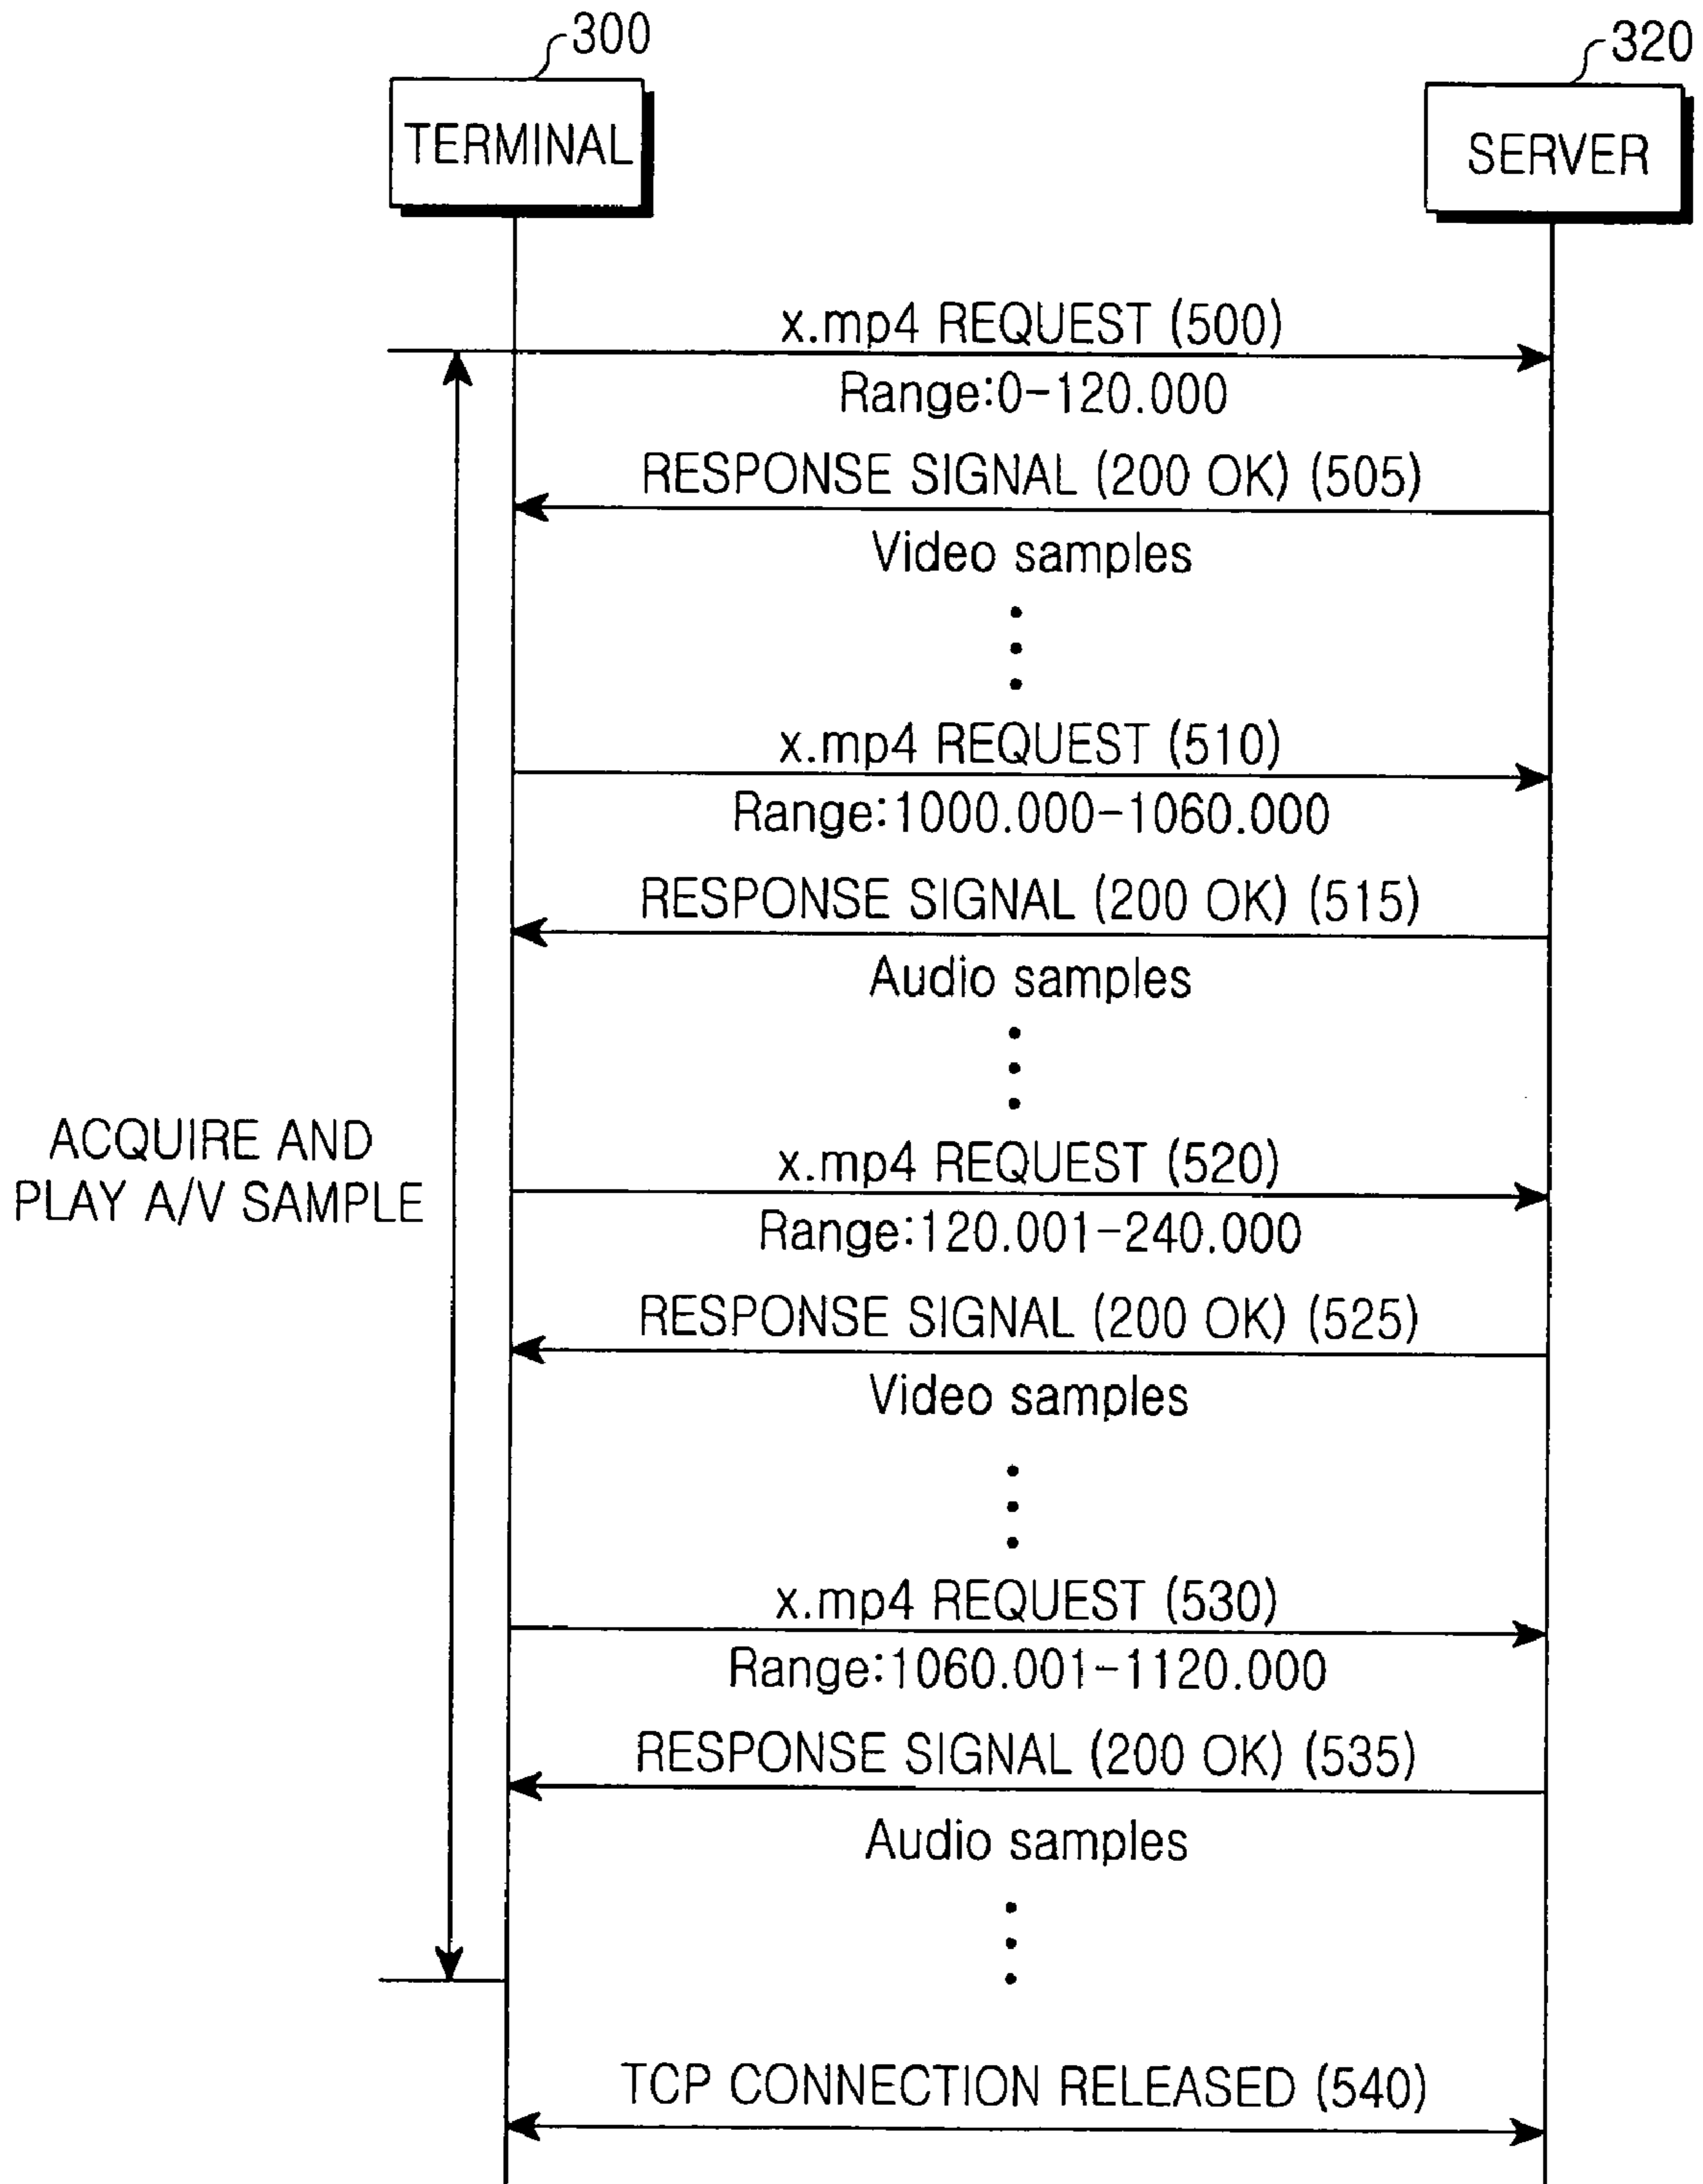 300
320
TERMINAL
SERVER
x.mp4 REQUEST (500)
Range:0-120.000
RESPONSE SIGNAL (200 OK) (505)
Video samples
x.mp4 REQUEST (510)
Range:1000.000-1060.000
RESPONSE SIGNAL (200 OK) (515)
Audio samples
ACQUIRE AND
PLAY A/V SAMPLE
x.mp4 REQUEST (520)
Range:120.001-240.000
RESPONSE SIGNAL (200 OK) (525)
Video samples
x.mp4 REQUEST (530)
Range:1060.001-1120.000
RESPONSE SIGNAL (200 OK) (535)
Audio samples
TCP CONNECTION RELEASED (540)